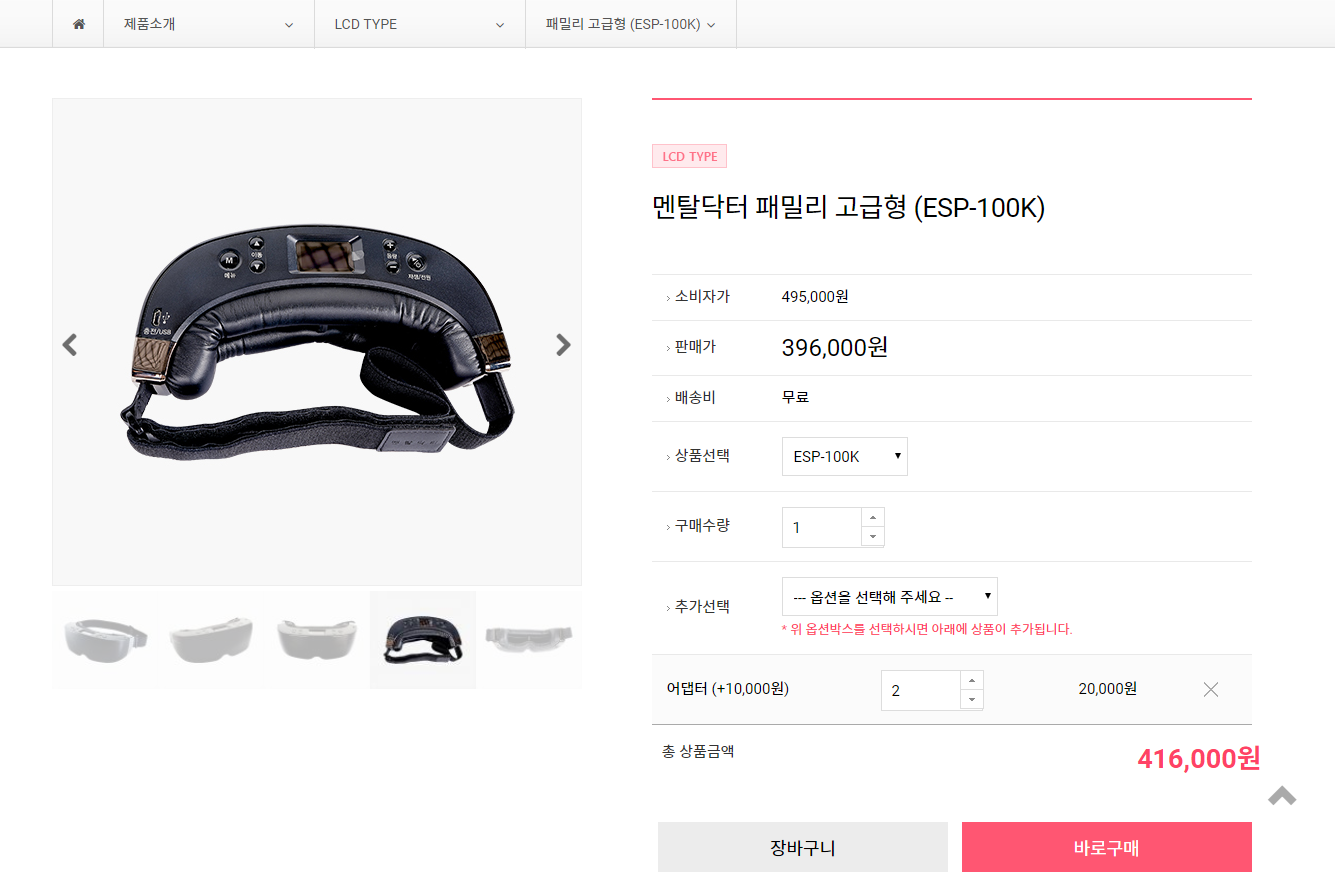 제품소개
LCD TYPE
패밀리 고급형 (ESP-100K)
M
메뉴
이동
음량
재생/전원
충전/USB
LCD TYPE
멘탈닥터 패밀리 고급형 (ESP-100K)
소비자가 495,000원
판매가 396,000원
배송비 무료
상품선택 ESP-100K
구매수량 1
추가선택 --- 옵션을 선택해 주세요 --
* 위 옵션박스를 선택하시면 아래에 상품이 추가됩니다.
어댑터 (+10,000원) 2 20,000원
총 상품금액 416,000원
장바구니 바로구매